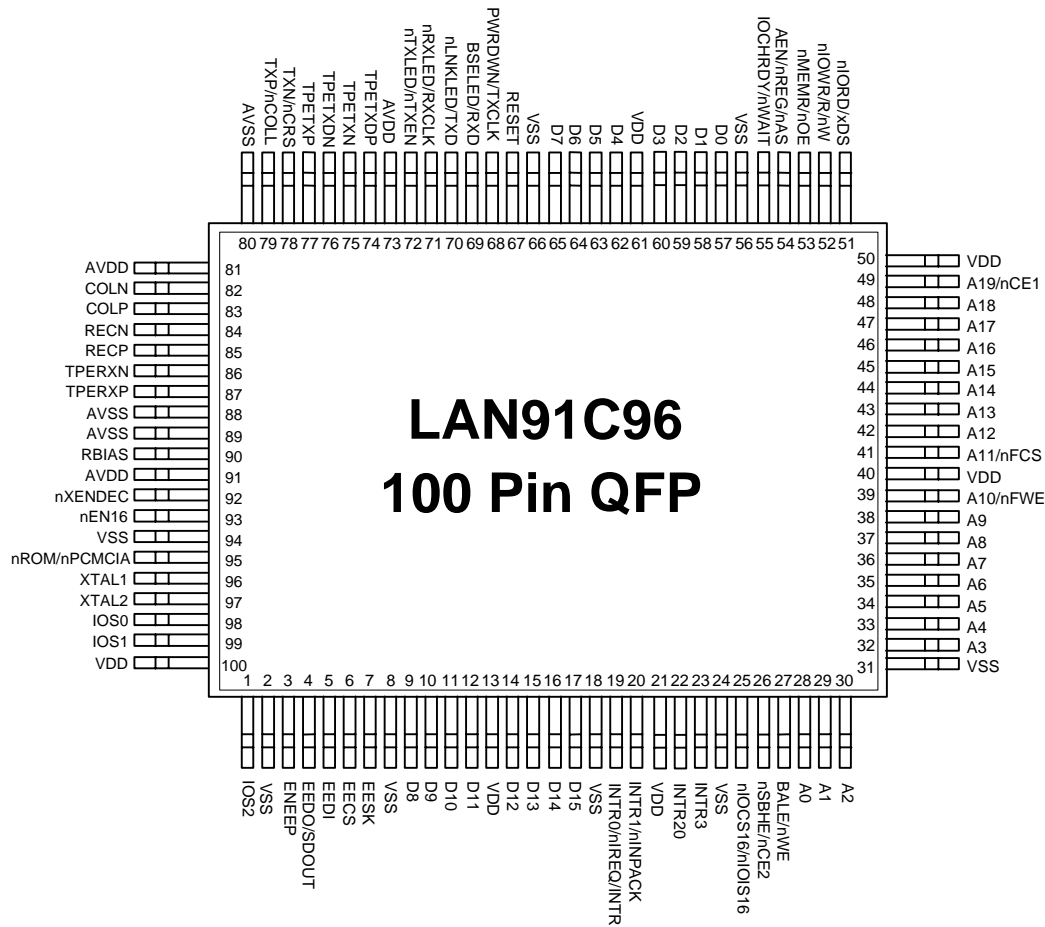 AVSS
TXP/nCOLL
TXN/nCRS
TPETXP
TPETXDN
TPETXN
TPETXDP
AVDD
nTXLED/nTXEN
nRXLED/RXCLK
nLNKLED/TXD
BSELED/RXD
PWRDWN/TXCLK
RESET
VSS
D7
D6
D5
D4
VDD
D3
D2
D1
D0
VSS
IOCHRDY/nWAIT
AEN/nREG/nAS
nMEMR/nOE
nIOWR/R/nW
nIORD/xDS
80 79 78 77 76 75 74 73 72 71 70 69 68 67 66 65 64 63 62 61 60 59 58 57 56 55 54 53 52 51
AVDD 81
COLN 82
COLP 83
RECN 84
RECP 85
TPERXN 86
TPERXP 87
AVSS 88
AVSS 89
RBIAS 90
AVDD 91
nXENDEC 92
nEN16 93
VSS 94
nROM/nPCMCIA 95
XTAL1 96
XTAL2 97
IOS0 98
IOS1 99
VDD 100
LAN91C96
100 Pin QFP
50 VDD
49 A19/nCE1
48 A18
47 A17
46 A16
45 A15
44 A14
43 A13
42 A12
41 A11/nFCS
40 VDD
39 A10/nFWE
38 A9
37 A8
36 A7
35 A6
34 A5
33 A4
32 A3
31 VSS
1 2 3 4 5 6 7 8 9 10 11 12 13 14 15 16 17 18 19 20 21 22 23 24 25 26 27 28 29 30
IOS2
VSS
ENEEP
EEDO/SDOUT
EEDI
EECS
EESK
VSS
D8
D9
D10
D11
VDD
D12
D13
D14
D15
VSS
INTR0/nIREQ/INTR
INTR1/nINPACK
VDD
INTR20
INTR3
VSS
nIOCS16/nIOIS16
nSBHE/nCE2
BALE/nWE
A0
A1
A2